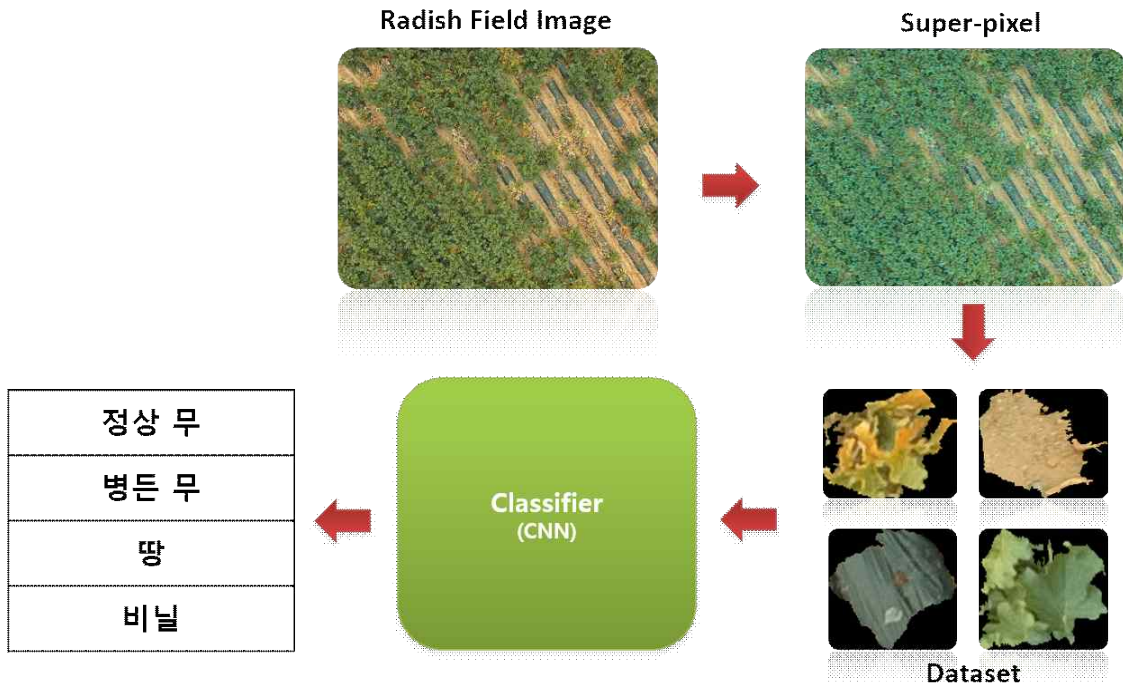 Radish Field Image
Super-pixel
정상 무
병든 무
땅
비닐
Classifier
(CNN)
Dataset